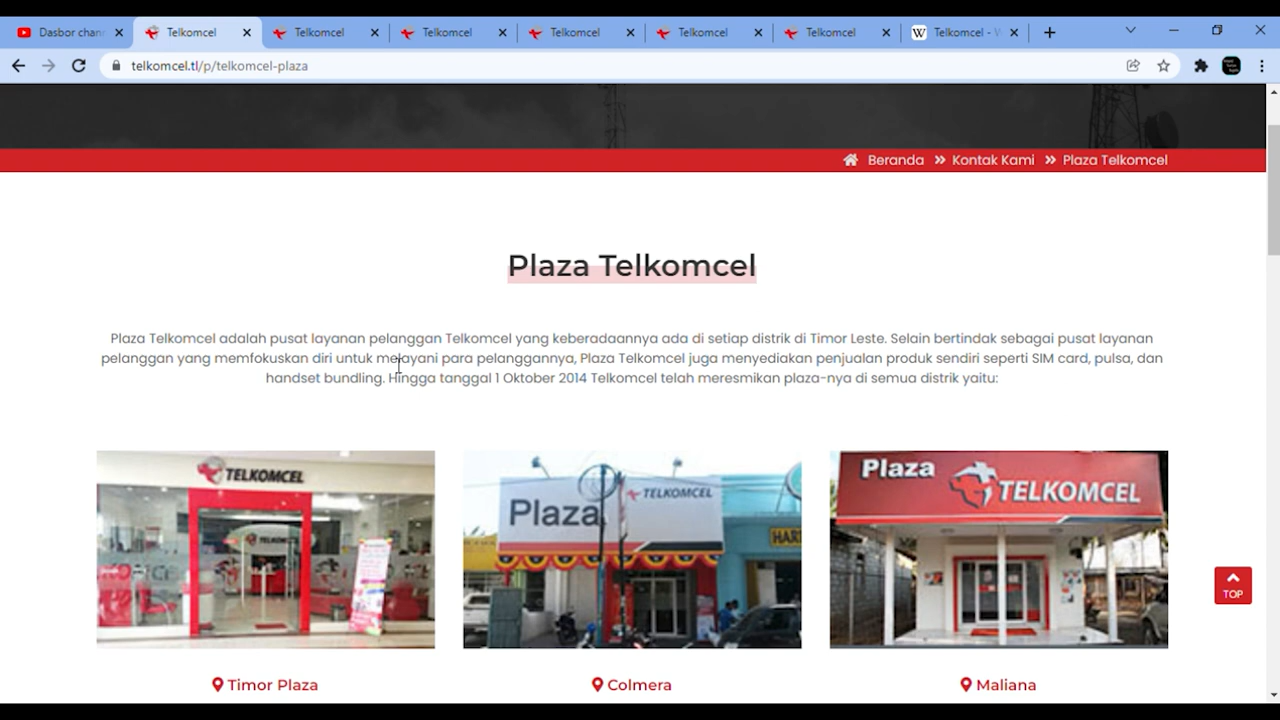 Dasbor chann
Telkomcel
Telkomcel
Telkomcel
Telkomcel
Telkomcel
Telkomcel
Telkomcel - W
telkomcel.tl/p/telkomcel-plaza
Beranda
Kontak Kami
Plaza Telkomcel
Plaza Telkomcel
Plaza Telkomcel adalah pusat layanan pelanggan Telkomcel yang keberadaannya ada di setiap distrik di Timor Leste. Selain bertindak sebagai pusat layanan
pelanggan yang memfokuskan diri untuk melayani para pelanggannya, Plaza Telkomcel juga menyediakan penjualan produk sendiri seperti SIM card, pulsa, dan
handset bundling. Hingga tanggal 1 Oktober 2014 Telkomcel telah meresmikan plaza-nya di semua distrik yaitu:
TELKOMCEL
TELKOMCEL
Plaza
TELKOMCEL
HART
Plaza
TELKOMCEL
TOP
Timor Plaza
Colmera
Maliana